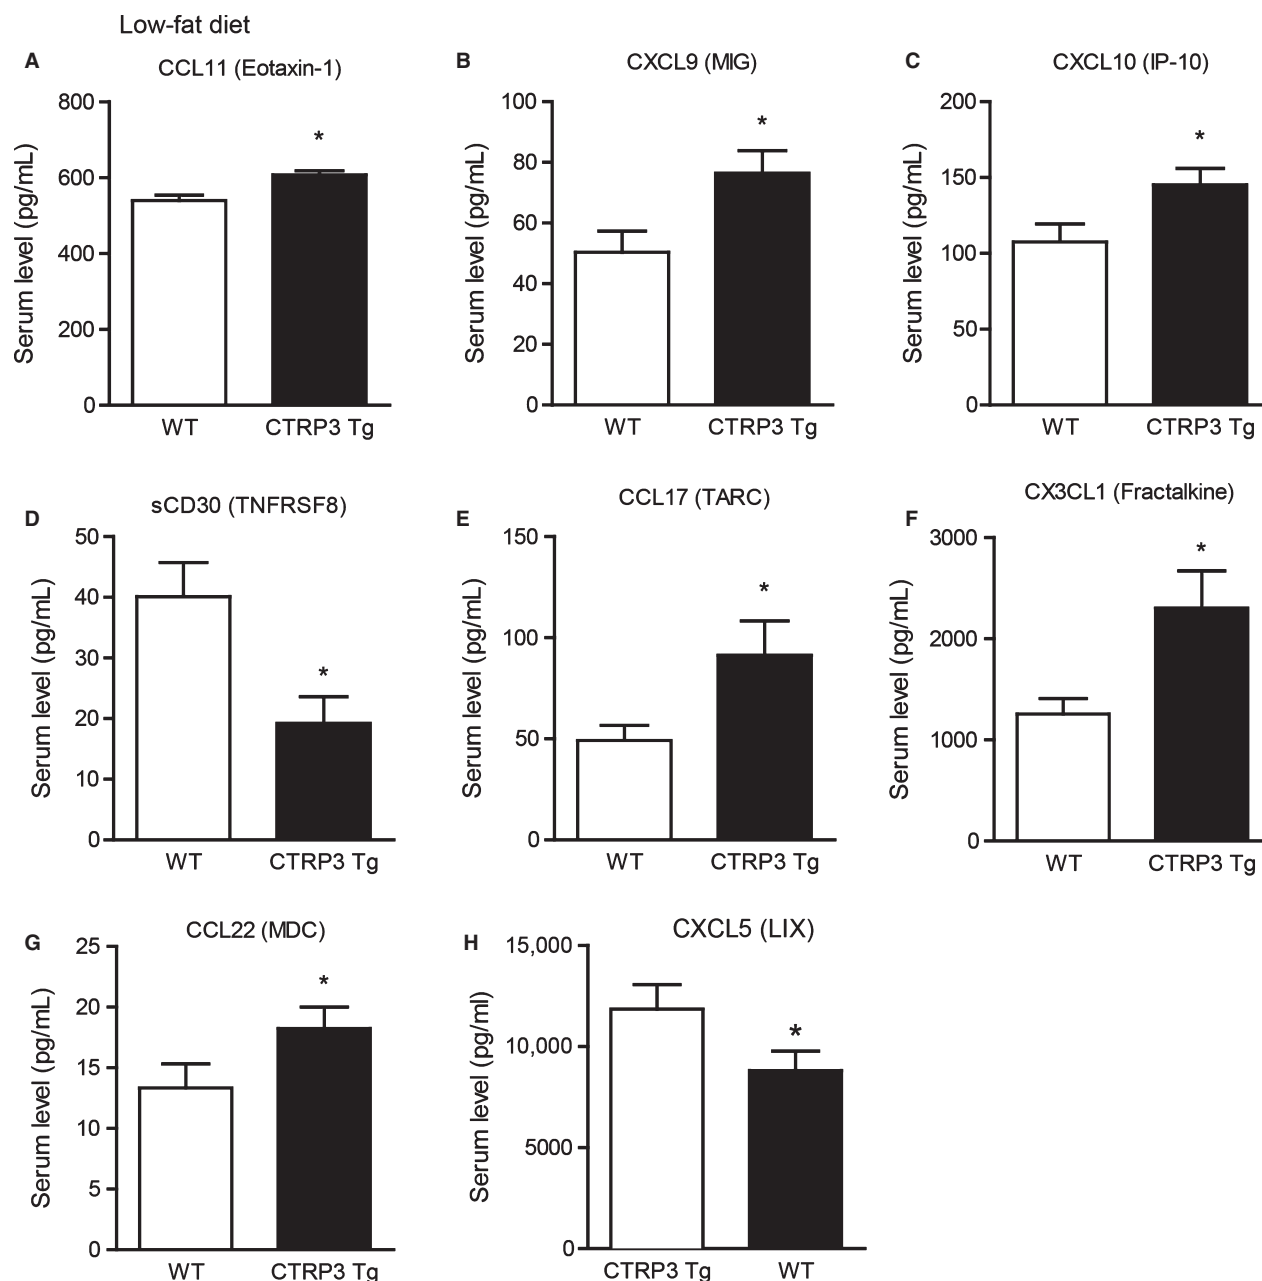 Low-fat diet
A
CCL11 (Eotaxin-1)
Serum level (pg/mL)
800
600
400
200
0
*
WT
CTRP3 Tg
B
CXCL9 (MIG)
Serum level (pg/mL)
100
80
60
40
20
0
*
WT
CTRP3 Tg
C
CXCL10 (IP-10)
Serum level (pg/mL)
200
150
100
50
0
*
WT
CTRP3 Tg
D
sCD30 (TNFRSF8)
Serum level (pg/mL)
50
40
30
20
10
0
*
WT
CTRP3 Tg
E
CCL17 (TARC)
Serum level (pg/mL)
150
100
50
0
*
WT
CTRP3 Tg
F
CX3CL1 (Fractalkine)
Serum level (pg/mL)
3000
2000
1000
0
*
WT
CTRP3 Tg
G
CCL22 (MDC)
Serum level (pg/mL)
25
20
15
10
5
0
*
WT
CTRP3 Tg
H
CXCL5 (LIX)
Serum level (pg/ml)
15,000
10,000
5000
0
*
CTRP3 Tg
WT